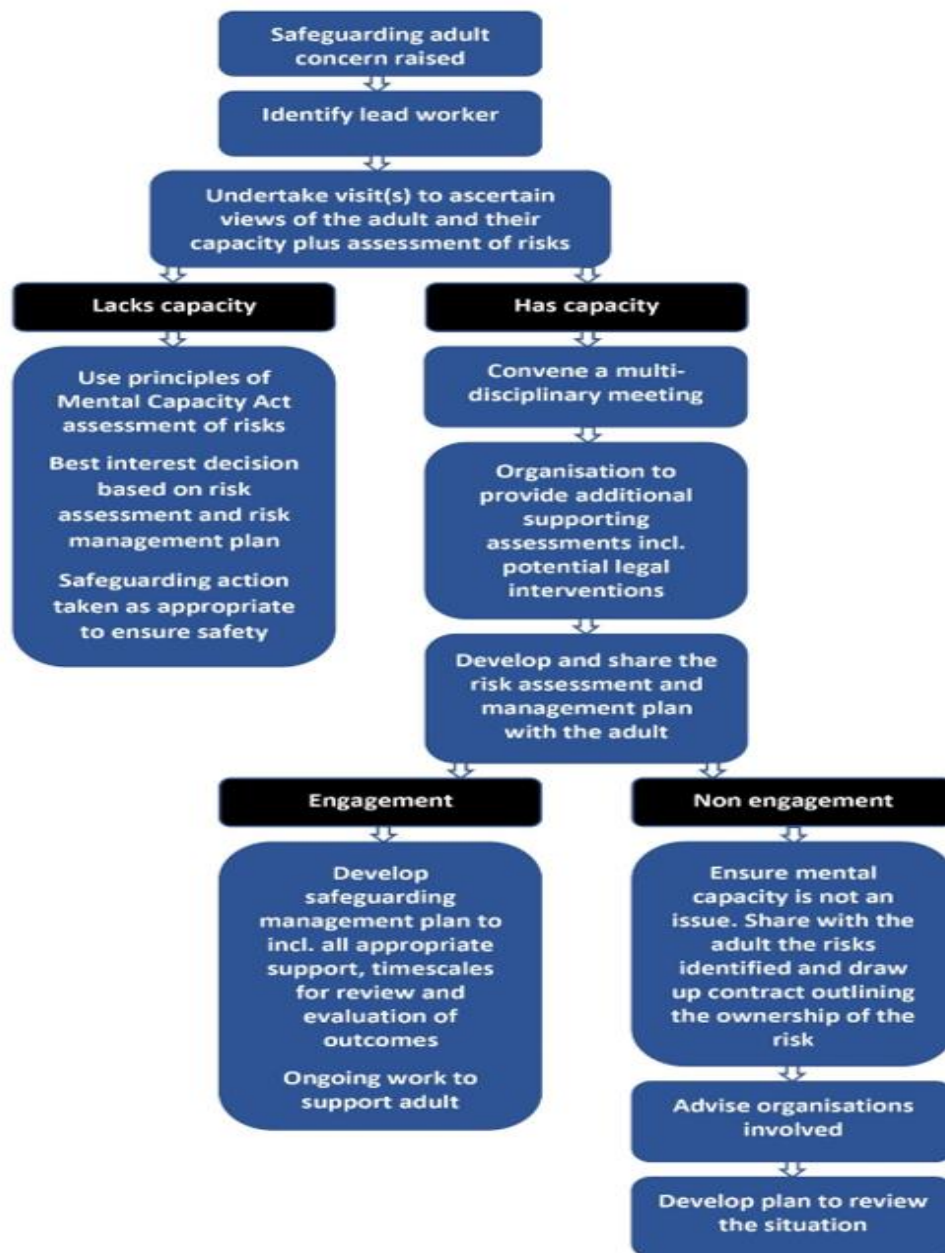 Safeguarding adult
concern raised
Identify lead worker
Undertake visit(s) to ascertain
views of the adult and their
capacity plus assessment of risks
Lacks capacity
Use principles of
Mental Capacity Act
assessment of risks
Best interest decision
based on risk
assessment and risk
management plan
Safeguarding action
taken as appropriate
to ensure safety
Has capacity
Convene a multi-
disciplinary meeting
Organisation to
provide additional
supporting
assessments incl.
potential legal
interventions
Develop and share the
risk assessment and
management plan
with the adult
Engagement
Develop
safeguarding
management plan to
incl. all appropriate
support, timescales
for review and
evaluation of
outcomes
Ongoing work to
support adult
Non engagement
Ensure mental
capacity is not an
issue. Share with the
adult the risks
identified and draw
up contract outlining
the ownership of the
risk
Advise organisations
involved
Develop plan to review
the situation